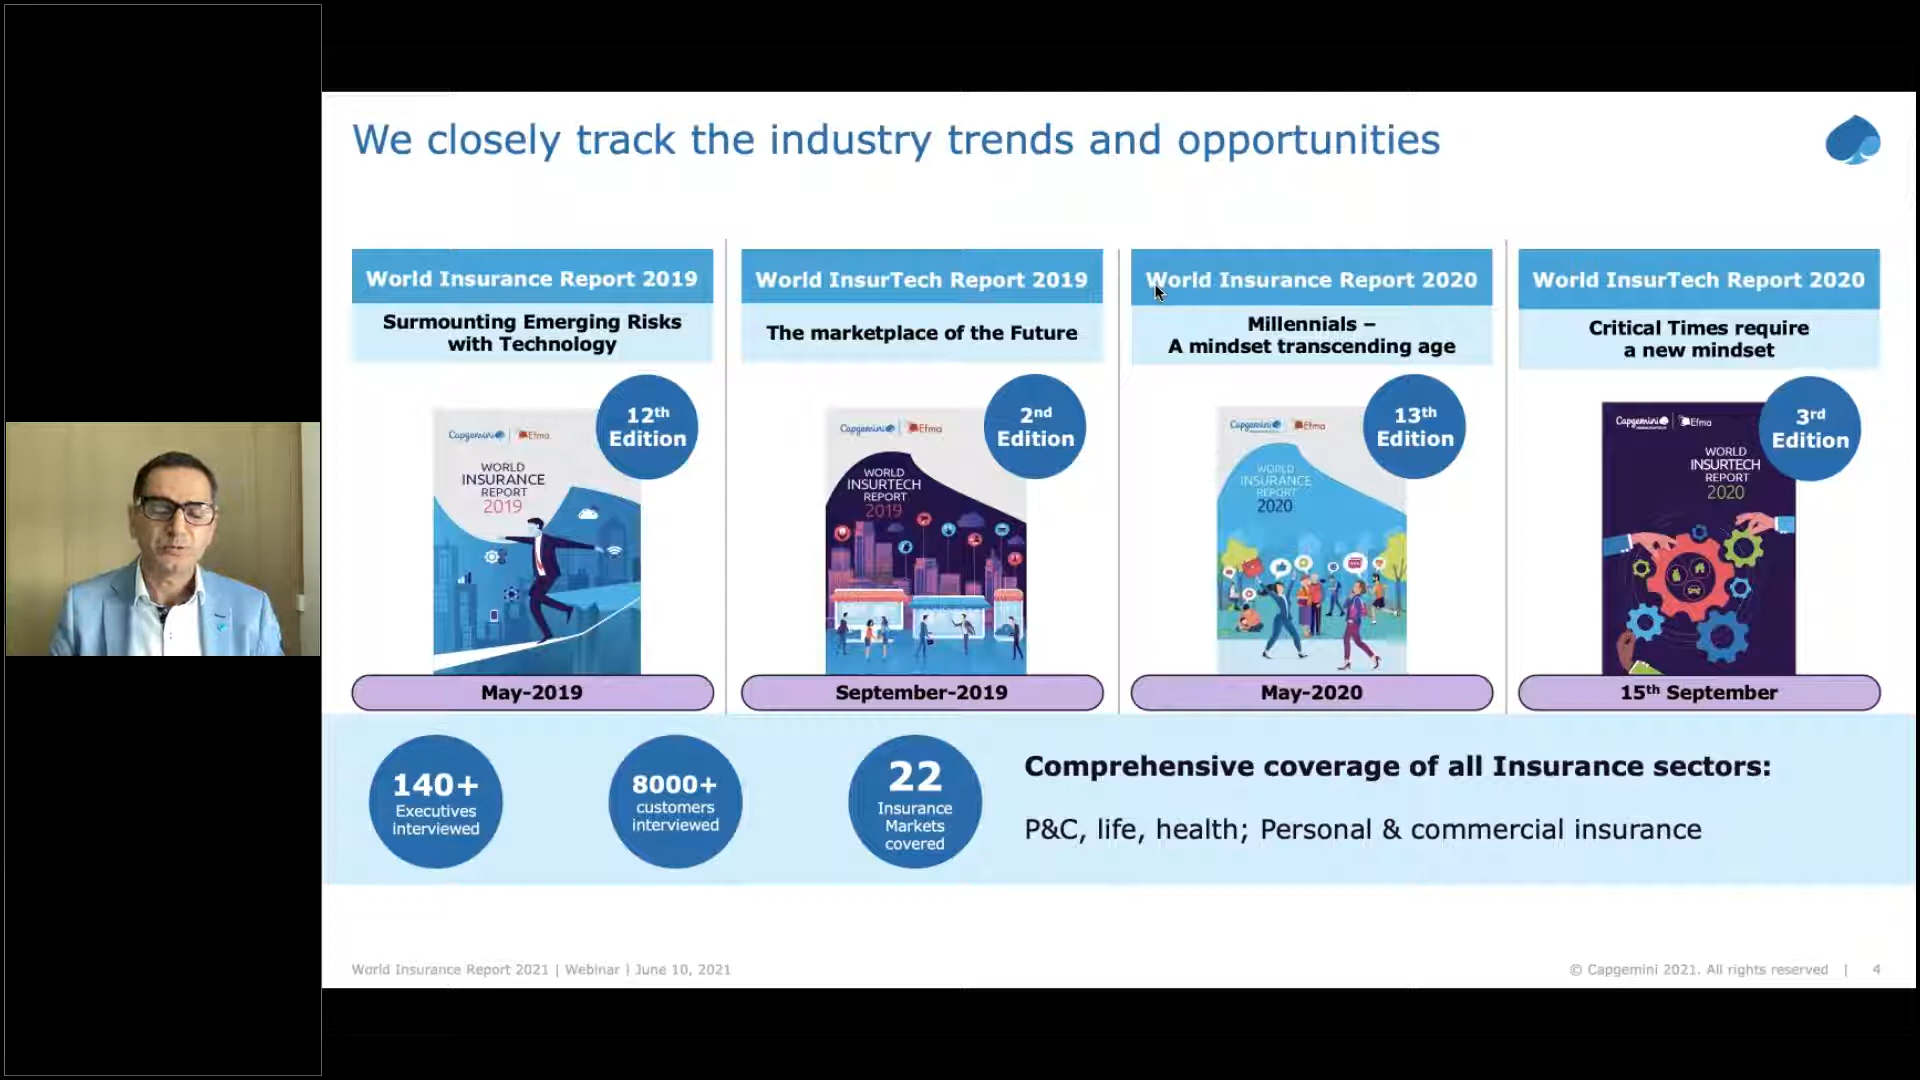 We closely track the industry trends and opportunities
World Insurance Report 2019
Surmounting Emerging Risks
with Technology
12th
Edition
Capgemini
Efma
WORLD
INSURANCE
REPORT
2019
May-2019
World InsurTech Report 2019
The marketplace of the Future
2nd
Edition
Capgemini
Efma
WORLD
INSURTECH
REPORT
2019
September-2019
World Insurance Report 2020
Millennials –
A mindset transcending age
13th
Edition
Capgemini
Efma
WORLD
INSURANCE
REPORT
2020
May-2020
World InsurTech Report 2020
Critical Times require
a new mindset
3rd
Edition
Capgemini
Efma
WORLD
INSURTECH
REPORT
2020
15th September
140+
Executives
interviewed
8000+
customers
interviewed
22
Insurance
Markets
covered
Comprehensive coverage of all Insurance sectors:
P&C, life, health; Personal & commercial insurance
World Insurance Report 2021 | Webinar | June 10, 2021
© Capgemini 2021. All rights reserved | 4